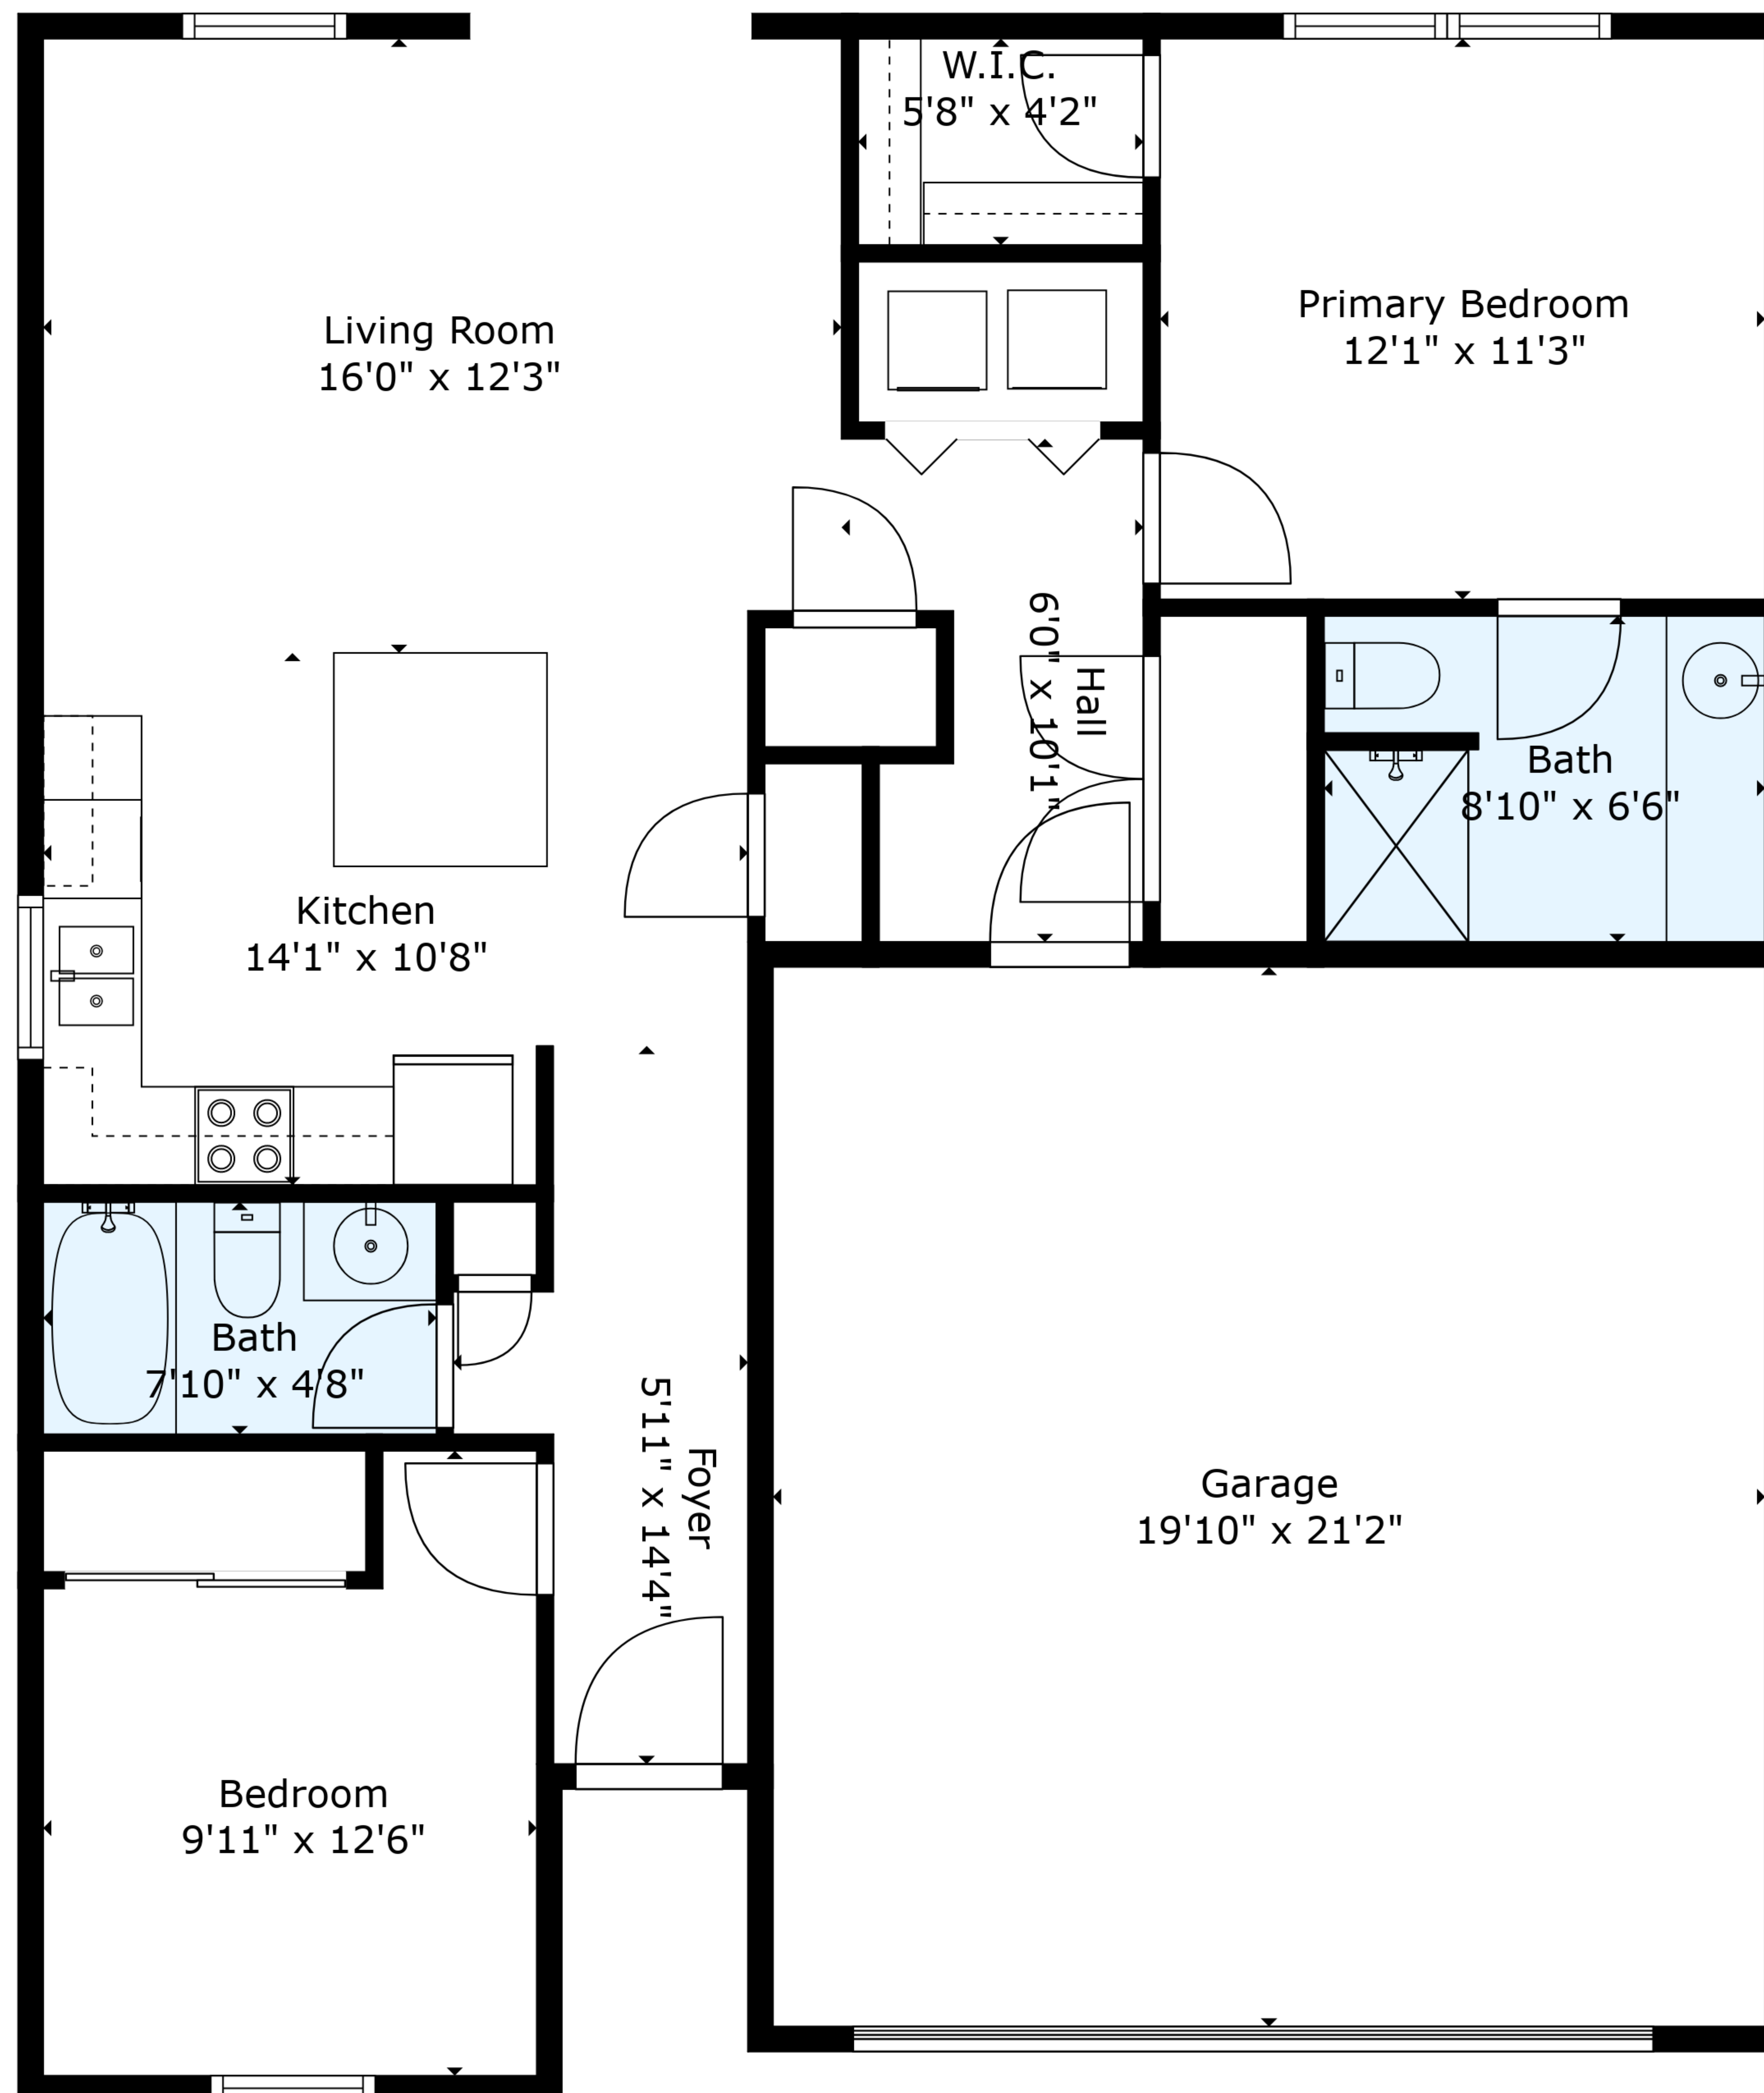 W.I.C.
5'8" x 4'2"
Living Room
16'0" x 12'3"
Primary Bedroom
12'1" x 11'3"
Hall
6'0" x 10'1"
Bath
8'10" x 6'6"
Kitchen
14'1" x 10'8"
Bath
7'10" x 4'8"
Foyer
5'11" x 14'4"
Garage
19'10" x 21'2"
Bedroom
9'11" x 12'6"